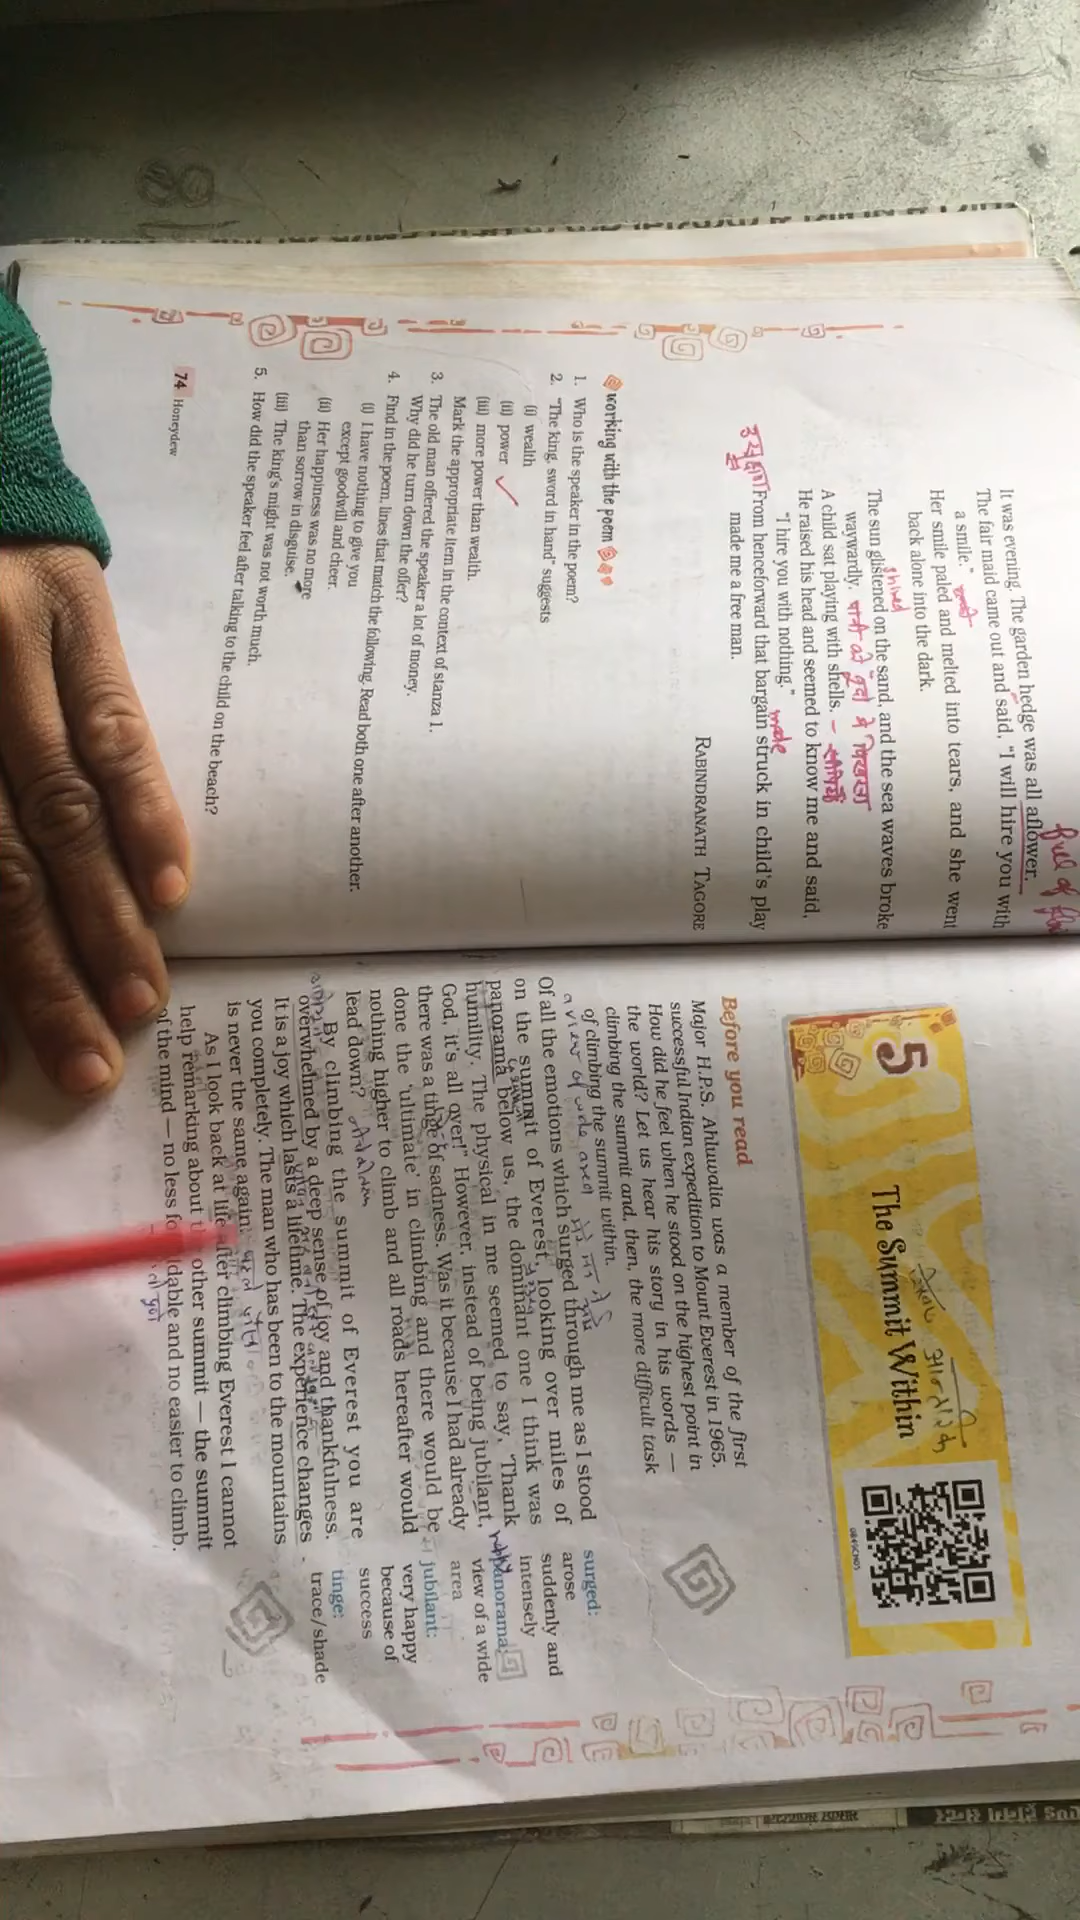 full of
It was evening. The garden hedge was all aflower.
The fair maid came out and said, "I will hire you with
a smile."
Her smile paled and melted into tears, and she went
back alone into the dark.
shined
The sun glistened on the sand, and the sea waves broke
waywardly.
A child sat playing with shells.
He raised his head and seemed to know me and said,
"I hire you with nothing."
made
From henceforward that bargain struck in child's play
made me a free man.
RABINDRANATH TAGORE
working with the poem
1. Who is the speaker in the poem?
2. "The king, sword in hand" suggests
(i) wealth
(ii) power
(iii) more power than wealth.
Mark the appropriate item in the context of stanza 1.
3. The old man offered the speaker a lot of money.
Why did he turn down the offer?
4. Find in the poem, lines that match the following. Read both one after another.
(i) I have nothing to give you
except goodwill and cheer.
(ii) Her happiness was no more
than sorrow in disguise.
(iii) The king's might was not worth much.
5. How did the speaker feel after talking to the child on the beach?
74 Honeydew
5
The Summit Within
0849CH05
Before you read
Major H.P.S. Ahluwalia was a member of the first
successful Indian expedition to Mount Everest in 1965.
How did he feel when he stood on the highest point in
the world? Let us hear his story in his words —
climbing the summit and, then, the more difficult task
of climbing the summit within.
a view of wide area
Of all the emotions which surged through me as I stood
on the summit of Everest, looking over miles of
panorama below us, the dominant one I think was
humility. The physical in me seemed to say, "Thank
God, it's all over!" However, instead of being jubilant,
there was a tinge of sadness. Was it because I had already
done the 'ultimate' in climbing and there would be
nothing higher to climb and all roads hereafter would
lead down?
By climbing the summit of Everest you are
overwhelmed by a deep sense of joy and thankfulness.
It is a joy which lasts a lifetime. The experience changes
you completely. The man who has been to the mountains
is never the same again.
As I look back at life after climbing Everest I cannot
help remarking about other summit — the summit
of the mind — no less and no easier to climb.
surged:
arose
suddenly and
intensely
happy
panorama:
view of a wide
area
jubilant:
very happy
because of
success
tinge:
trace/shade